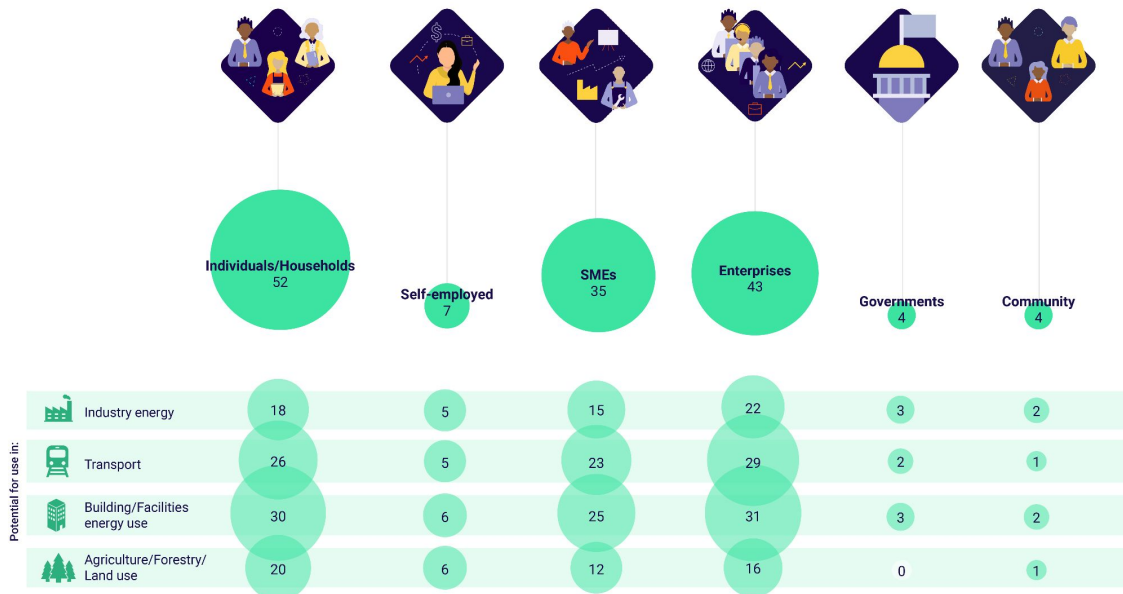 Individuals/Households
52
Self-employed
7
SMEs
35
Enterprises
43
Governments
4
Community
4
Potential for use in:
Industry energy
18
5
15
22
3
2
Transport
26
5
23
29
2
1
Building/Facilities
energy use
30
6
25
31
3
2
Agriculture/Forestry/
Land use
20
6
12
16
0
1